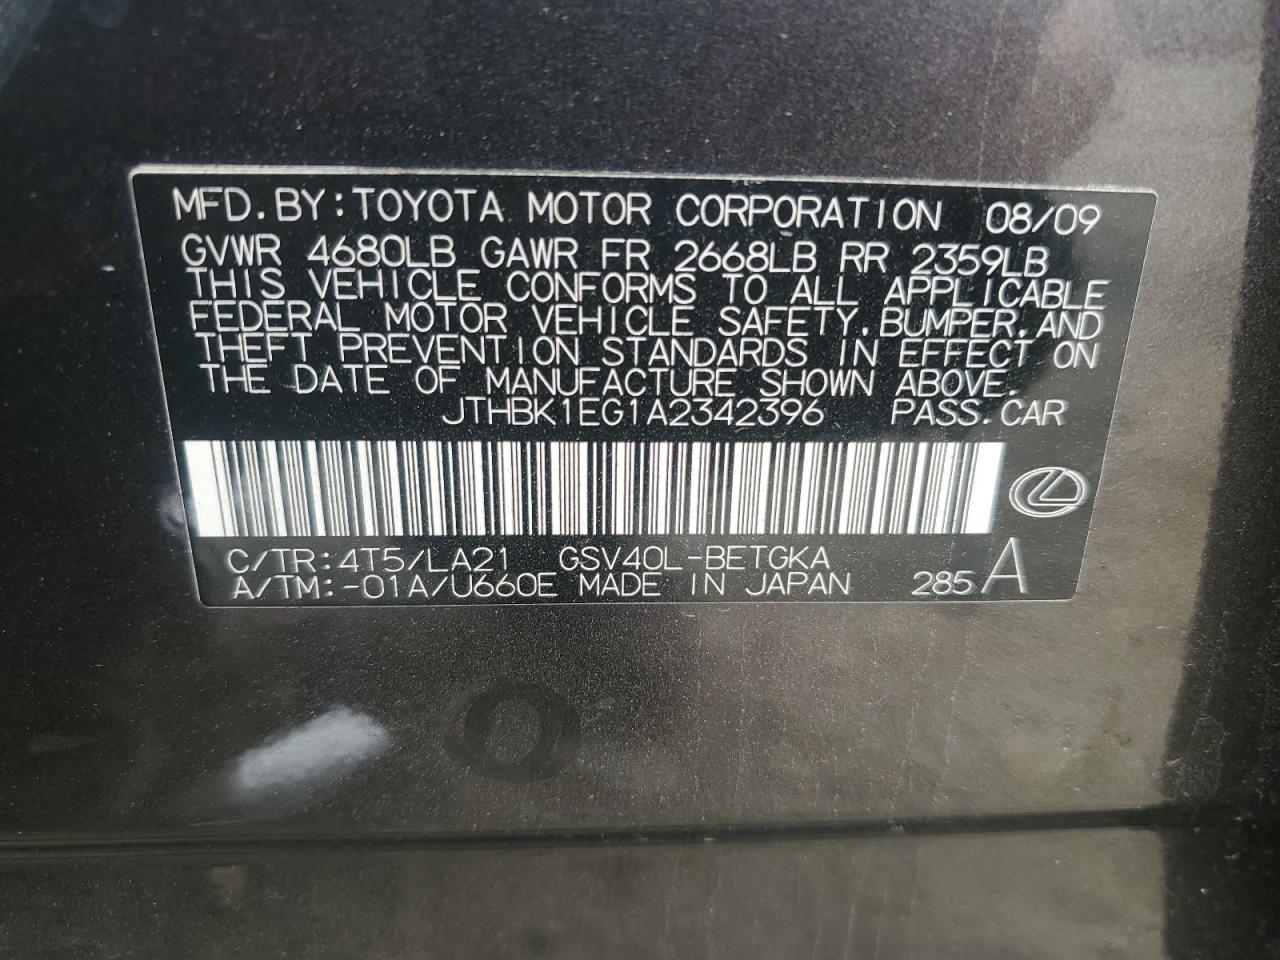 MFD.BY:TOYOTA MOTOR CORPORATION 08/09
GVWR 4680LB GAWR FR 2668LB RR 2359LB
THIS VEHICLE CONFORMS TO ALL APPLICABLE
FEDERAL MOTOR VEHICLE SAFETY,BUMPER,AND
THEFT PREVENTION STANDARDS IN EFFECT ON
THE DATE OF MANUFACTURE SHOWN ABOVE.
JTHBK1EG1A2342396 PASS.CAR
C/TR:4T5/LA21 GSV40L-BETGKA
A/TM:-01A/U660E MADE IN JAPAN 285 A